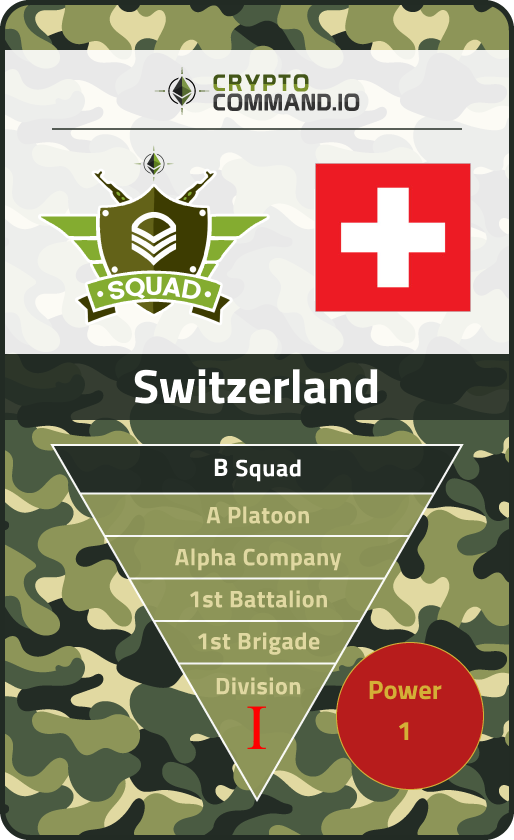 CRYPTO
COMMAND.IO
SQUAD
Switzerland
B Squad
A Platoon
Alpha Company
1st Battalion
1st Brigade
Division
I
Power
1